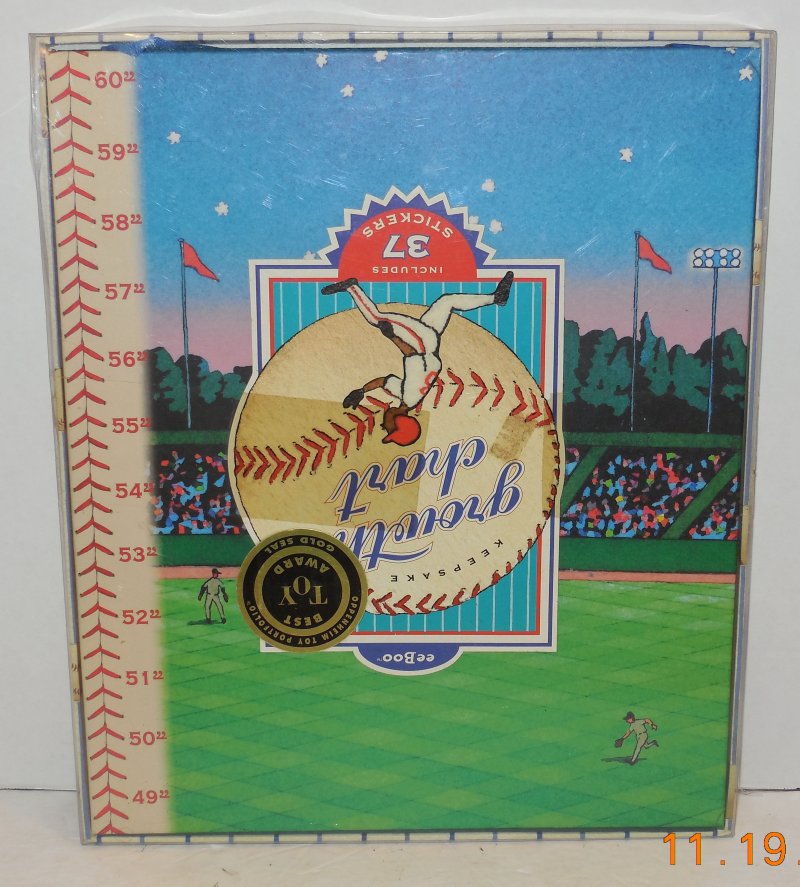 60"
59"
58"
57"
56"
55"
54"
53"
52"
51"
50"
49"
eeBoo™
KEEPSAKE
growth
chart
INCLUDES
37
STICKERS
OPPENHEIM TOY PORTFOLIO®
BEST
TOY
AWARD
GOLD SEAL
11.19.